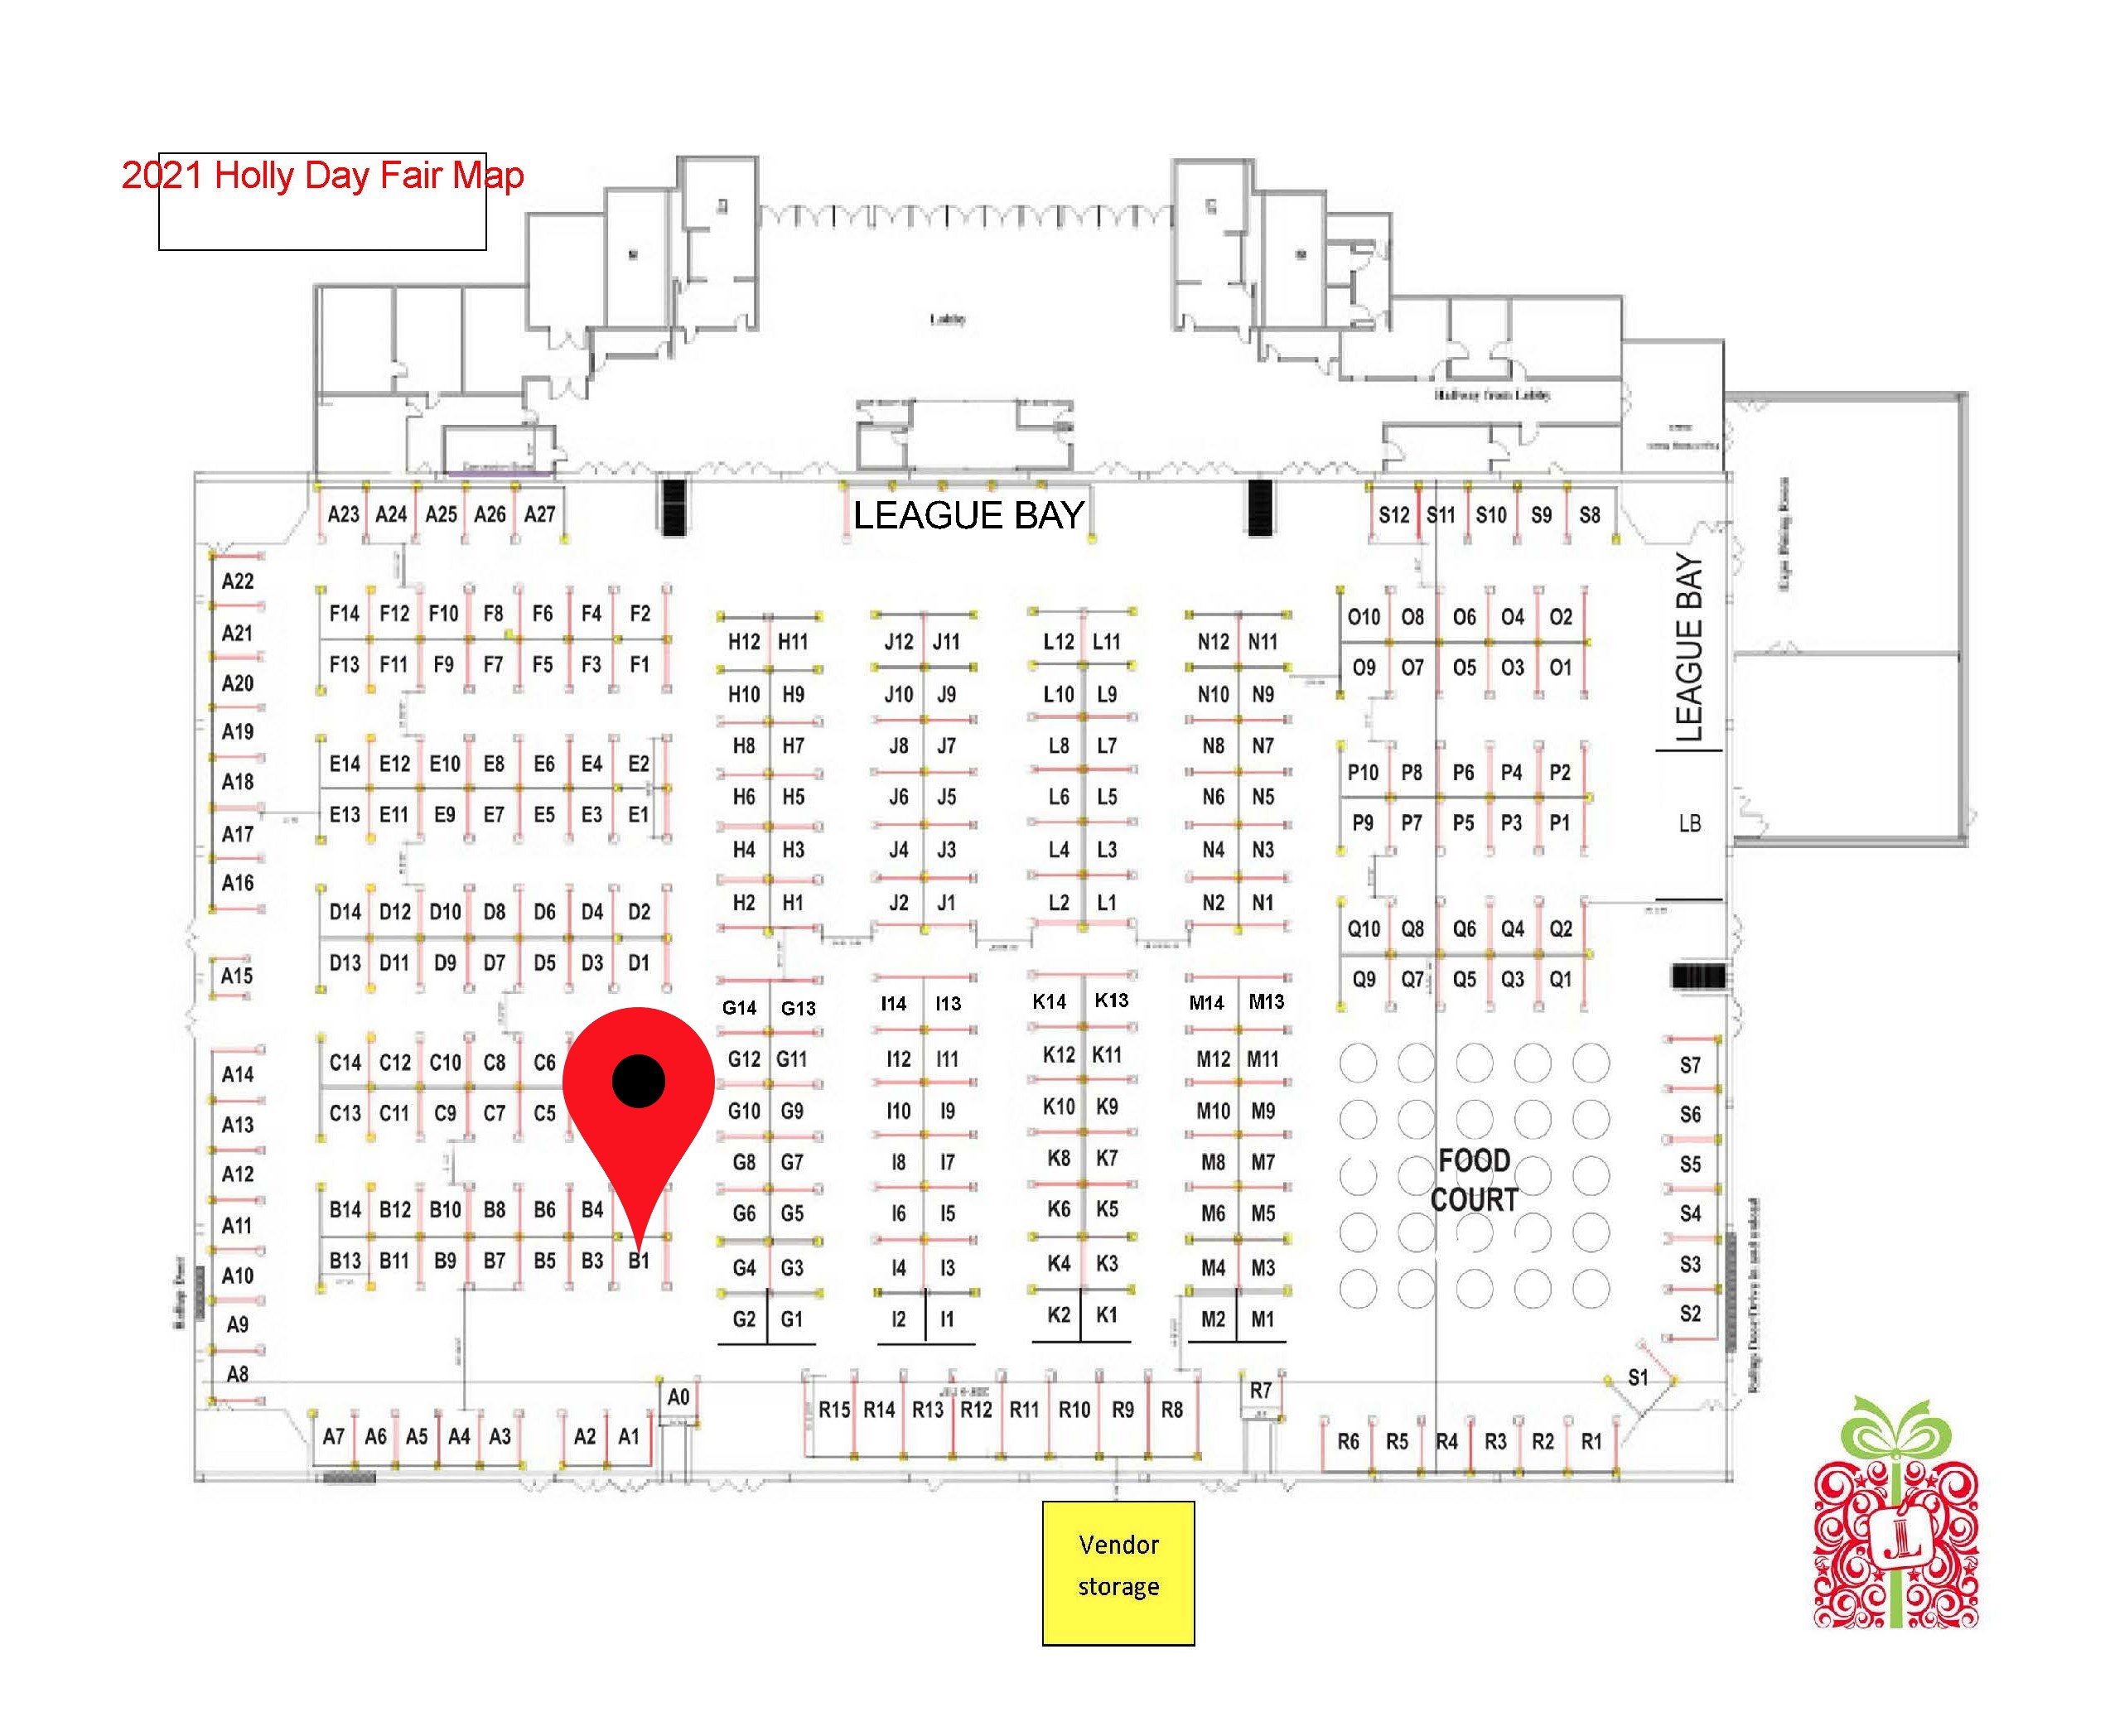 2021 Holly Day Fair Map
Lobby
Hallway from Lobby
LEAGUE BAY
A23 A24 A25 A26 A27
S12 S11 S10 S9 S8
A22
A21
A20
A19
A18
A17
A16
A15
A14
A13
A12
A11
A10
A9
A8
F14 F12 F10 F8 F6 F4 F2
F13 F11 F9 F7 F5 F3 F1
E14 E12 E10 E8 E6 E4 E2
E13 E11 E9 E7 E5 E3 E1
D14 D12 D10 D8 D6 D4 D2
D13 D11 D9 D7 D5 D3 D1
C14 C12 C10 C8 C6
C13 C11 C9 C7 C5
B14 B12 B10 B8 B6 B4
B13 B11 B9 B7 B5 B3 B1
H12 H11
H10 H9
H8 H7
H6 H5
H4 H3
H2 H1
G14 G13
G12 G11
G10 G9
G8 G7
G6 G5
G4 G3
G2 G1
J12 J11
J10 J9
J8 J7
J6 J5
J4 J3
J2 J1
I14 I13
I12 I11
I10 I9
I8 I7
I6 I5
I4 I3
I2 I1
L12 L11
L10 L9
L8 L7
L6 L5
L4 L3
L2 L1
K14 K13
K12 K11
K10 K9
K8 K7
K6 K5
K4 K3
K2 K1
N12 N11
N10 N9
N8 N7
N6 N5
N4 N3
N2 N1
M14 M13
M12 M11
M10 M9
M8 M7
M6 M5
M4 M3
M2 M1
O10 O8 O6 O4 O2
O9 O7 O5 O3 O1
P10 P8 P6 P4 P2
P9 P7 P5 P3 P1
Q10 Q8 Q6 Q4 Q2
Q9 Q7 Q5 Q3 Q1
LEAGUE BAY
LB
FOOD
COURT
S7
S6
S5
S4
S3
S2
S1
A7 A6 A5 A4 A3 A2 A1
A0
R15 R14 R13 R12 R11 R10 R9 R8
R7
R6 R5 R4 R3 R2 R1
Vendor
storage
JL